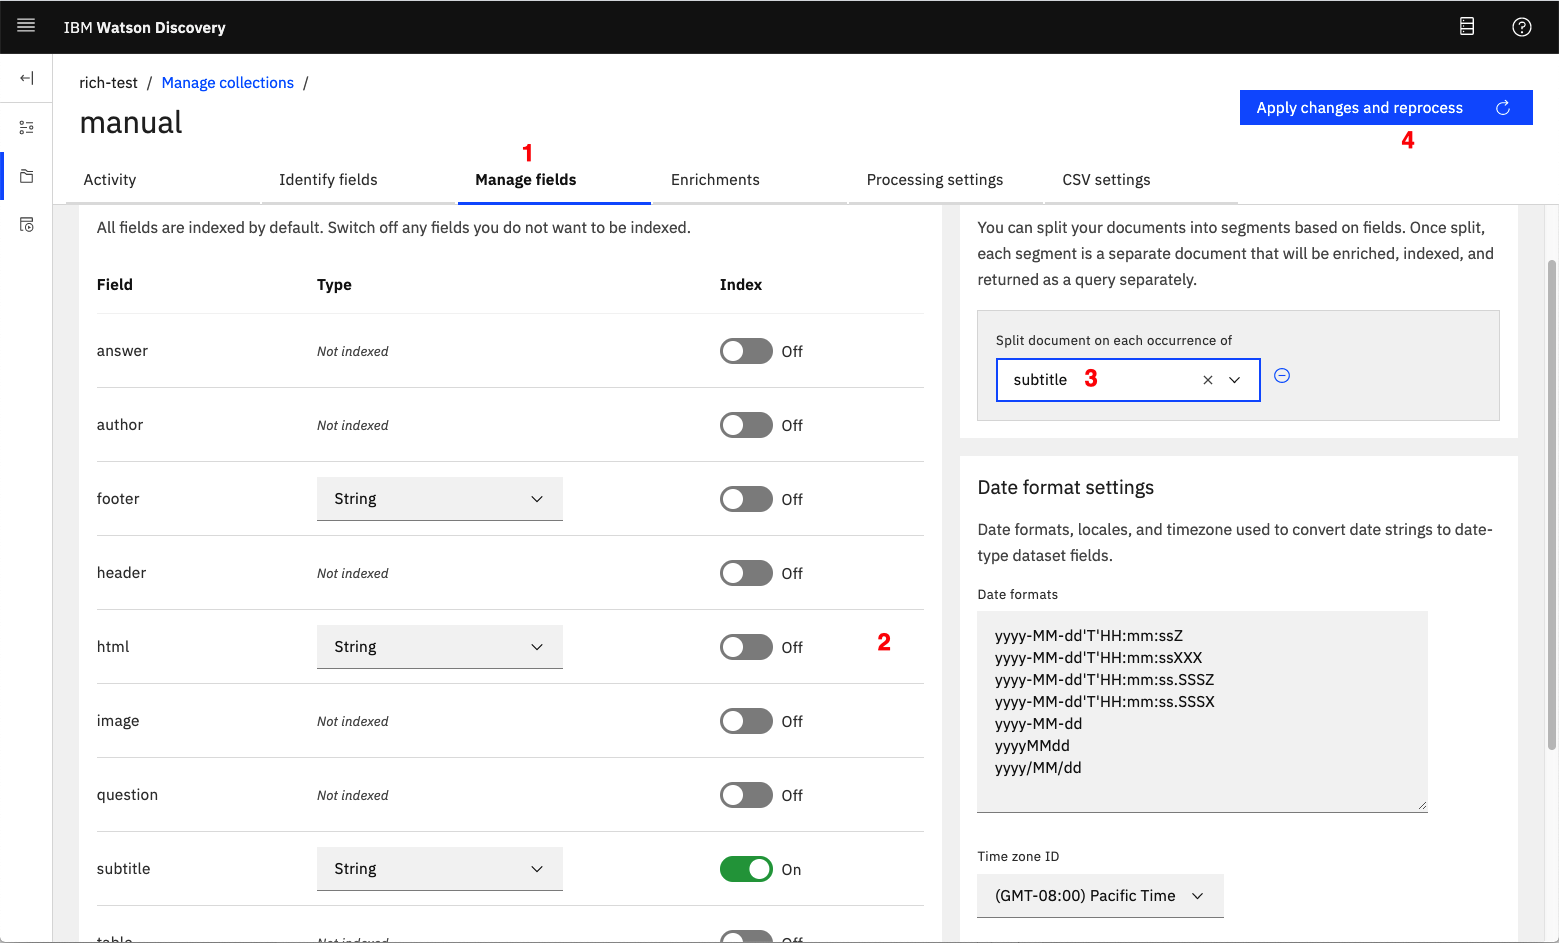 IBM Watson Discovery
rich-test / Manage collections /
manual
Apply changes and reprocess
4
1
Activity
Identify fields
Manage fields
Enrichments
Processing settings
CSV settings
All fields are indexed by default. Switch off any fields you do not want to be indexed.
Field Type Index
answer Not indexed Off
author Not indexed Off
footer String Off
header Not indexed Off
html String Off 2
image Not indexed Off
question Not indexed Off
subtitle String On
table Not indexed Off
You can split your documents into segments based on fields. Once split,
each segment is a separate document that will be enriched, indexed, and
returned as a query separately.
Split document on each occurrence of
subtitle 3
Date format settings
Date formats, locales, and timezone used to convert date strings to date-
type dataset fields.
Date formats
yyyy-MM-dd'T'HH:mm:ssZ
yyyy-MM-dd'T'HH:mm:ssXXX
yyyy-MM-dd'T'HH:mm:ss.SSSZ
yyyy-MM-dd'T'HH:mm:ss.SSSX
yyyy-MM-dd
yyyyMMdd
yyyy/MM/dd
Time zone ID
(GMT-08:00) Pacific Time